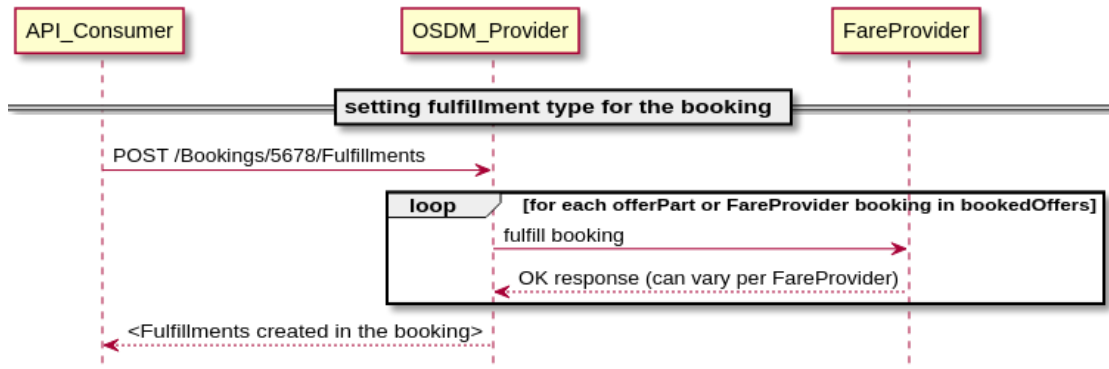 API_Consumer
OSDM_Provider
FareProvider
setting fulfillment type for the booking
POST /Bookings/5678/Fulfillments
loop
[for each offerPart or FareProvider booking in bookedOffers]
fulfill booking
OK response (can vary per FareProvider)
<Fulfillments created in the booking>